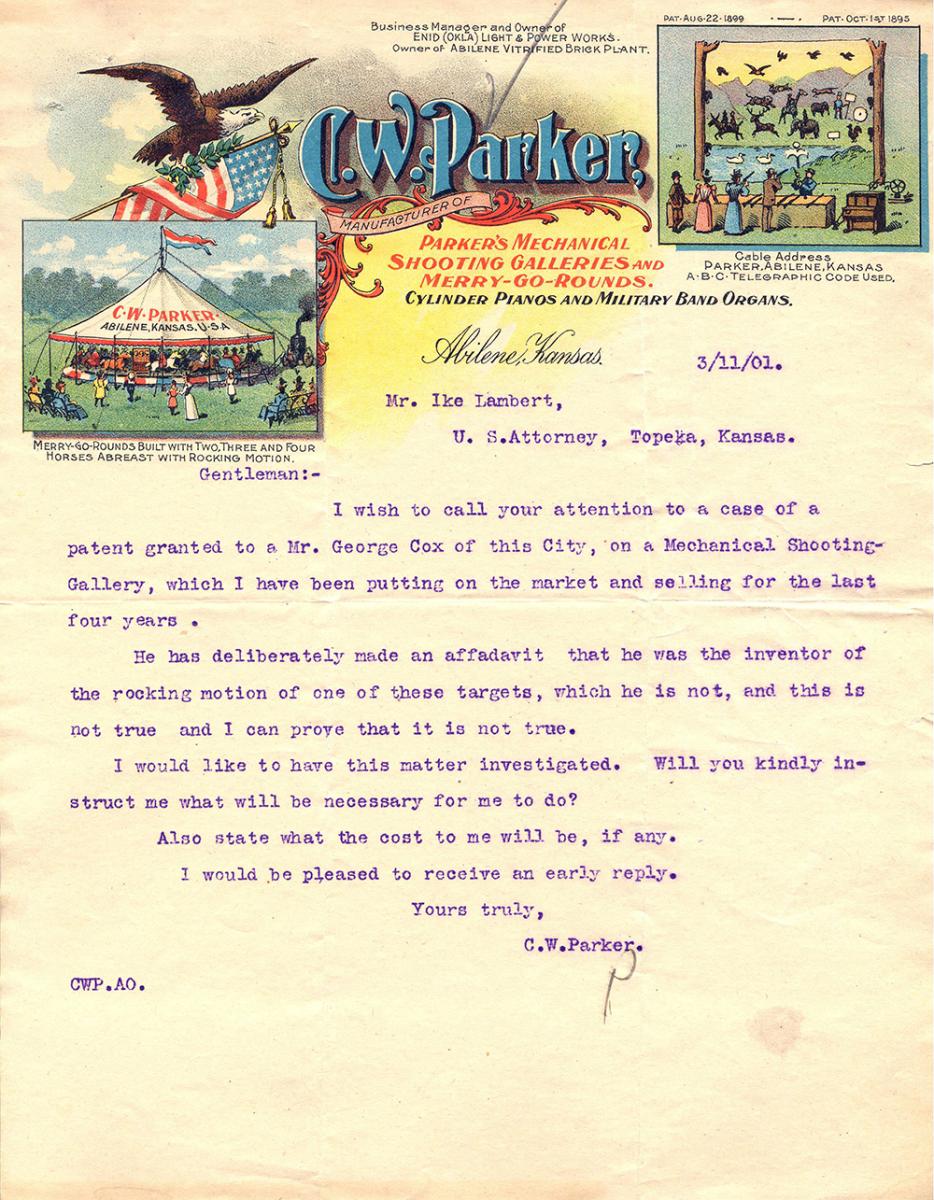 Business Manager and Owner of
ENID (OKLA) LIGHT & POWER WORKS.
Owner of ABILENE VITRIFIED BRICK PLANT.
PAT. AUG. 22 - 1899 PAT. OCT. 1ST 1895
C.W. Parker,
MANUFACTURER OF
PARKER'S MECHANICAL
SHOOTING GALLERIES AND
MERRY-GO-ROUNDS.
CYLINDER PIANOS AND MILITARY BAND ORGANS.
Cable Address
PARKER, ABILENE, KANSAS
A·B·C·TELEGRAPHIC CODE USED.
C·W·PARKER·
ABILENE, KANSAS, U·S·A
MERRY-GO-ROUNDS BUILT WITH TWO, THREE AND FOUR
HORSES ABREAST WITH ROCKING MOTION.
Abilene, Kansas. 3/11/01.
Mr. Ike Lambert,
U. S.Attorney, Topeka, Kansas.
Gentleman:-
I wish to call your attention to a case of a
patent granted to a Mr. George Cox of this City, on a Mechanical Shooting-
Gallery, which I have been putting on the market and selling for the last
four years .
He has deliberately made an affadavit that he was the inventor of
the rocking motion of one of these targets, which he is not, and this is
not true and I can prove that it is not true.
I would like to have this matter investigated. Will you kindly in-
struct me what will be necessary for me to do?
Also state what the cost to me will be, if any.
I would be pleased to receive an early reply.
Yours truly,
C.W.Parker.
P
CWP.AO.